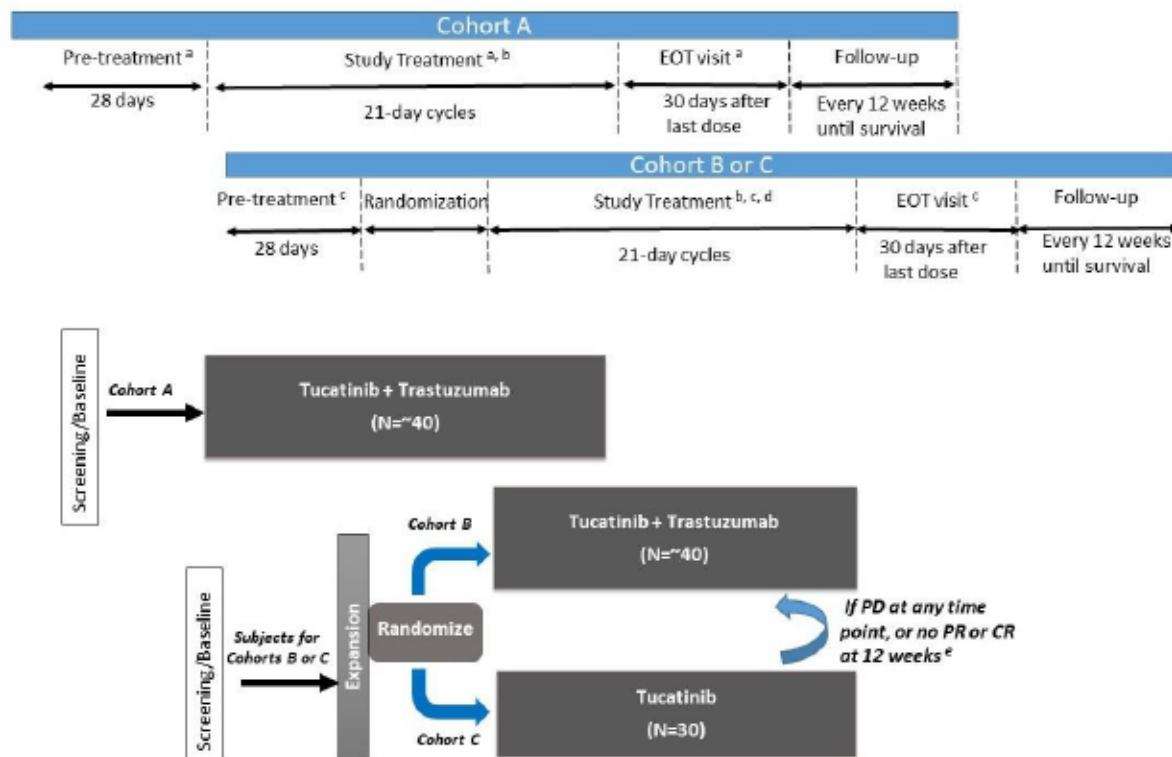 Cohort A
Pre-treatment a
Study Treatment a, b
EOT visit a
Follow-up
28 days
21-day cycles
30 days after
last dose
Every 12 weeks
until survival
Cohort B or C
Pre-treatment c
Randomization
Study Treatment b, c, d
EOT visit c
Follow-up
28 days
21-day cycles
30 days after
last dose
Every 12 weeks
until survival
Screening/Baseline
Cohort A
Tucatinib + Trastuzumab
(N=~40)
Screening/Baseline
Subjects for
Cohorts B or C
Expansion
Randomize
Cohort B
Tucatinib + Trastuzumab
(N=~40)
If PD at any time
point, or no PR or CR
at 12 weeks e
Cohort C
Tucatinib
(N=30)